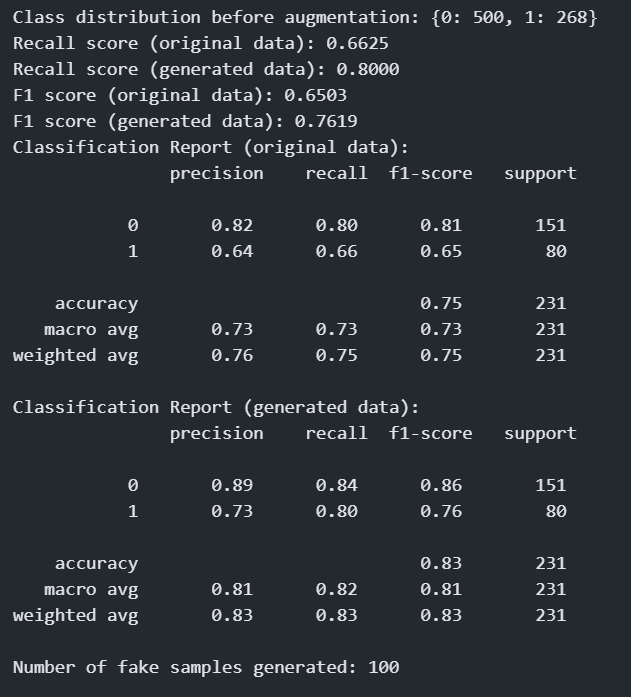 Class distribution before augmentation: {0: 500, 1: 268}
Recall score (original data): 0.6625
Recall score (generated data): 0.8000
F1 score (original data): 0.6503
F1 score (generated data): 0.7619
Classification Report (original data):
precision recall f1-score support
0 0.82 0.80 0.81 151
1 0.64 0.66 0.65 80
accuracy 0.75 231
macro avg 0.73 0.73 0.73 231
weighted avg 0.76 0.75 0.75 231
Classification Report (generated data):
precision recall f1-score support
0 0.89 0.84 0.86 151
1 0.73 0.80 0.76 80
accuracy 0.83 231
macro avg 0.81 0.82 0.81 231
weighted avg 0.83 0.83 0.83 231
Number of fake samples generated: 100